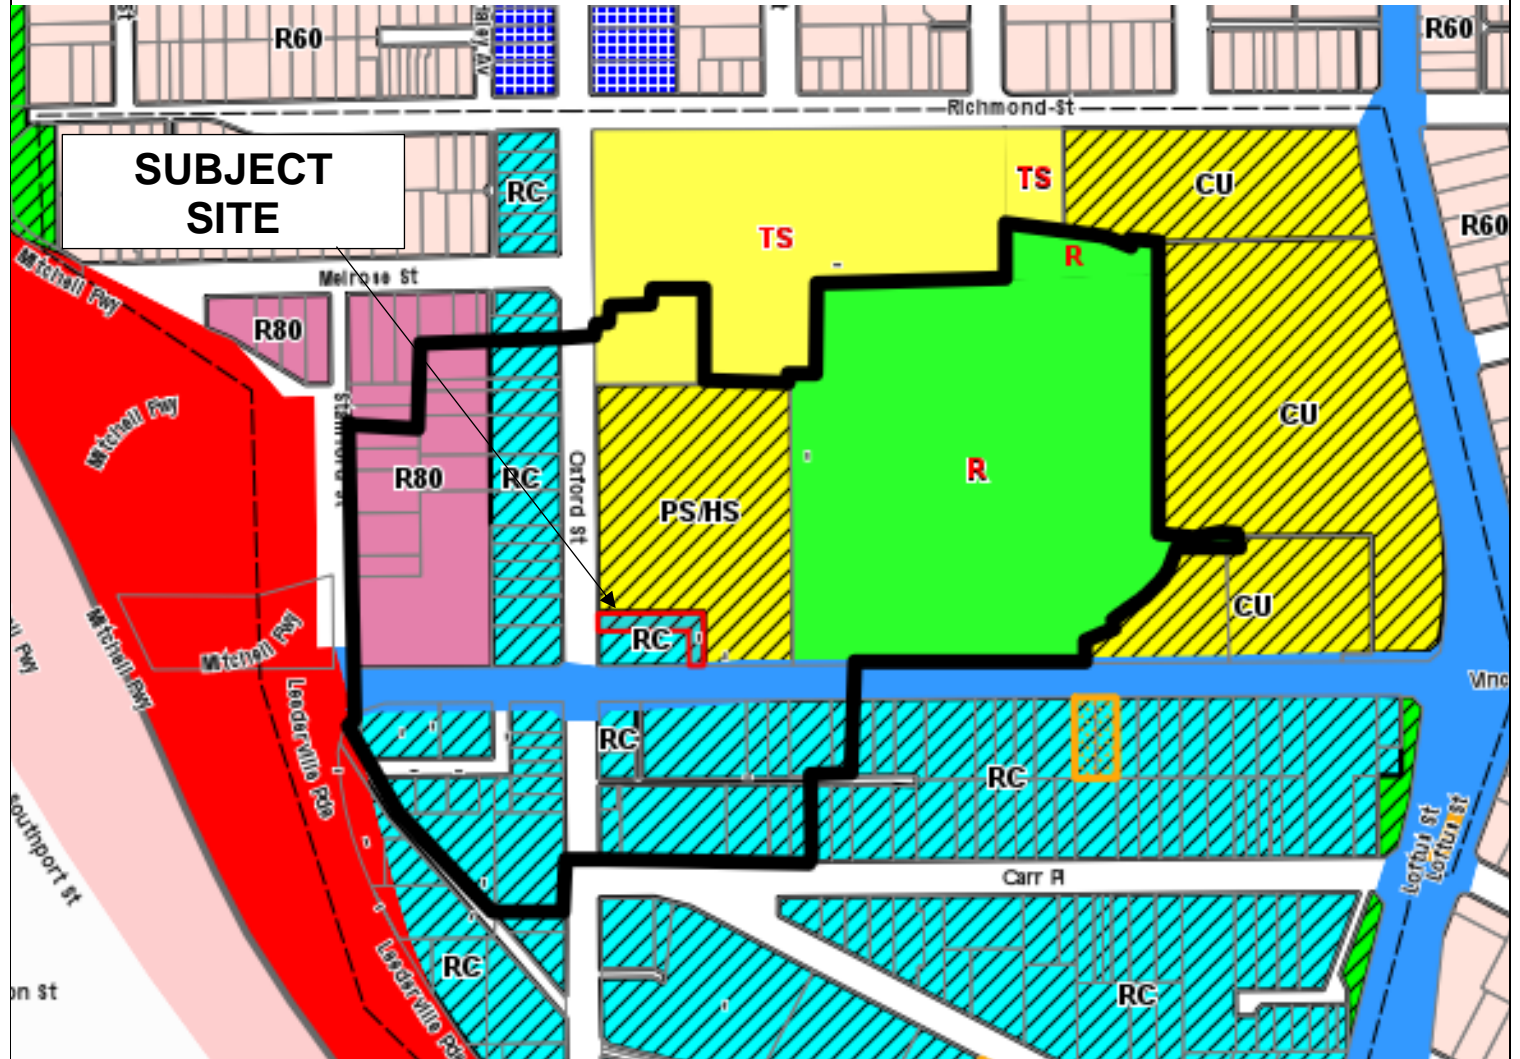 R60
R60
Richmond St
SUBJECT
SITE
RC
TS
TS
CU
R60
R
Mitchell Fwy
Melrose St
R80
Mitchell Fwy
R80
RC
Oxford St
PS/HS
R
CU
RC
CU
Mitchell Fwy
Mitchell Fwy
Leederville Pde
RC
RC
Loftus St
Loftus St
Carr Pl
RC
RC
Leederville Pde